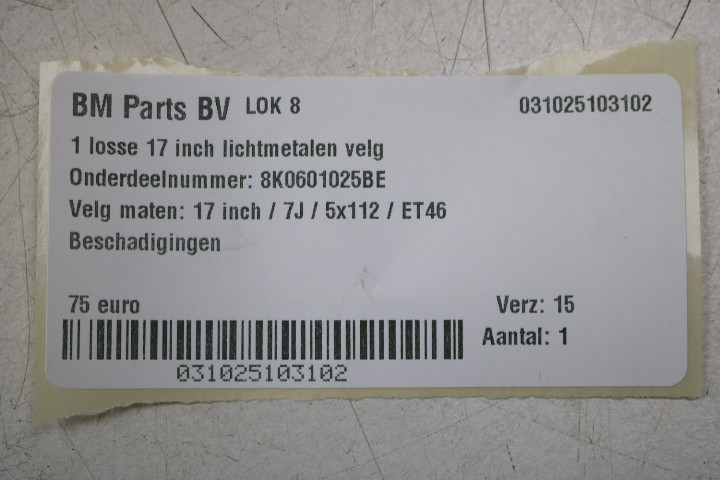 BM Parts BV LOK 8 031025103102
1 losse 17 inch lichtmetalen velg
Onderdeelnummer: 8K0601025BE
Velg maten: 17 inch / 7J / 5x112 / ET46
Beschadigingen
75 euro Verz: 15
Aantal: 1
031025103102